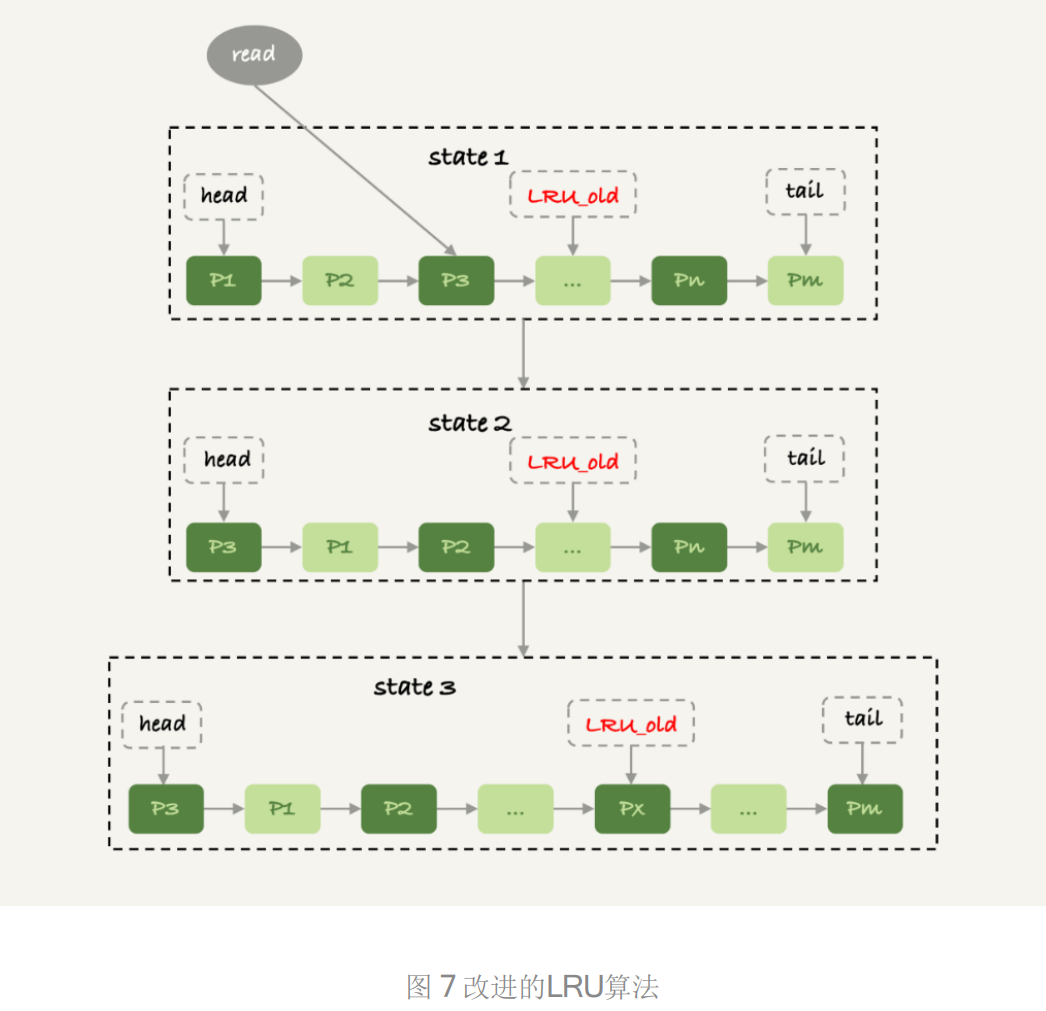 read
state 1
head
LRU_old
tail
P1 P2 P3 ... Pn Pm
state 2
head
LRU_old
tail
P3 P1 P2 ... Pn Pm
state 3
head
LRU_old
tail
P3 P1 P2 ... Px ... Pm
图 7 改进的LRU算法